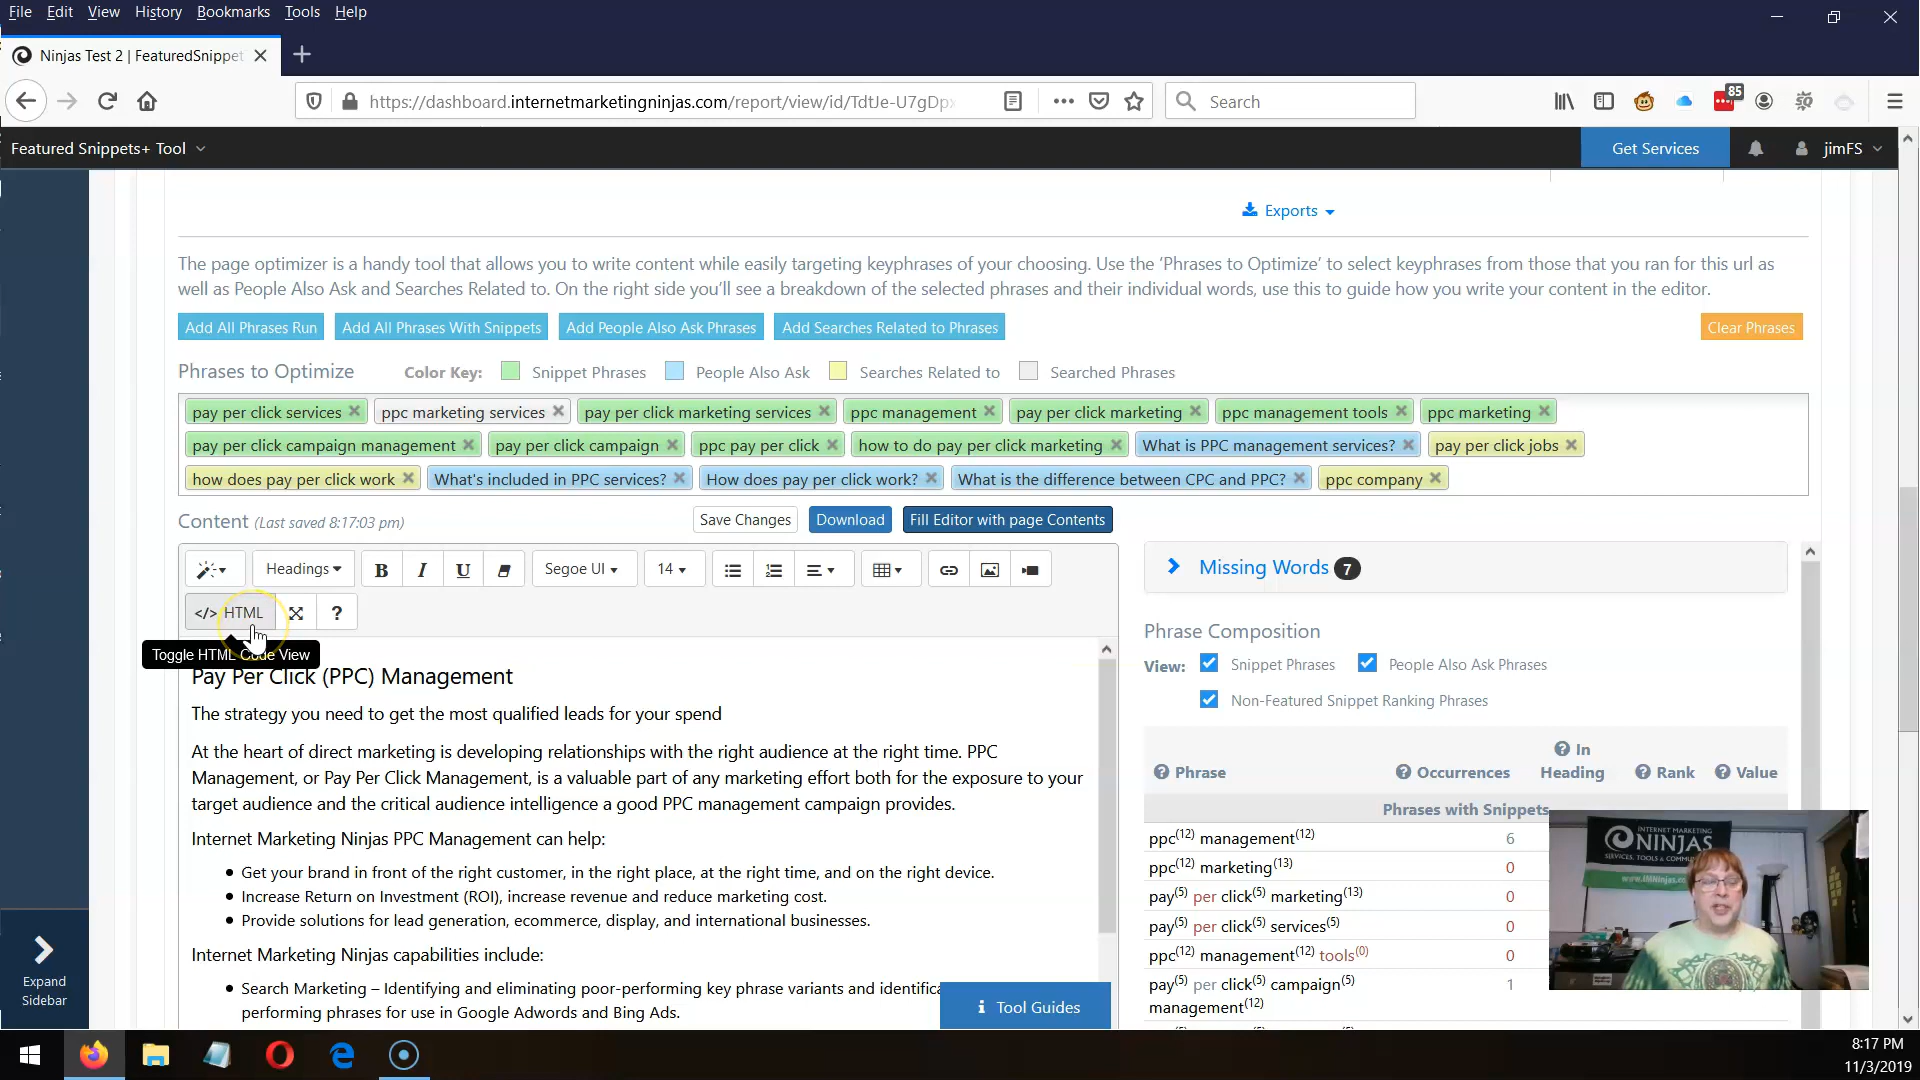 File Edit View History Bookmarks Tools Help
Ninjas Test 2 | FeaturedSnippet
https://dashboard.internetmarketingninjas.com/report/view/id/TdtJe-U7gDpx
Search
85
Featured Snippets+ Tool
Get Services
jimFS
Exports
The page optimizer is a handy tool that allows you to write content while easily targeting keyphrases of your choosing. Use the 'Phrases to Optimize' to select keyphrases from those that you ran for this url as
well as People Also Ask and Searches Related to. On the right side you'll see a breakdown of the selected phrases and their individual words, use this to guide how you write your content in the editor.
Add All Phrases Run Add All Phrases With Snippets Add People Also Ask Phrases Add Searches Related to Phrases Clear Phrases
Phrases to Optimize Color Key: Snippet Phrases People Also Ask Searches Related to Searched Phrases
pay per click services ppc marketing services pay per click marketing services ppc management pay per click marketing ppc management tools ppc marketing
pay per click campaign management pay per click campaign ppc pay per click how to do pay per click marketing What is PPC management services? pay per click jobs
how does pay per click work What's included in PPC services? How does pay per click work? What is the difference between CPC and PPC? ppc company
Content (Last saved 8:17:03 pm) Save Changes Download Fill Editor with page Contents
Headings B I U Segoe UI 14
</> HTML ?
Toggle HTML Code View
Pay Per Click (PPC) Management
The strategy you need to get the most qualified leads for your spend
At the heart of direct marketing is developing relationships with the right audience at the right time. PPC
Management, or Pay Per Click Management, is a valuable part of any marketing effort both for the exposure to your
target audience and the critical audience intelligence a good PPC management campaign provides.
Internet Marketing Ninjas PPC Management can help:
• Get your brand in front of the right customer, in the right place, at the right time, and on the right device.
• Increase Return on Investment (ROI), increase revenue and reduce marketing cost.
• Provide solutions for lead generation, ecommerce, display, and international businesses.
Internet Marketing Ninjas capabilities include:
• Search Marketing – Identifying and eliminating poor-performing key phrase variants and identifica
performing phrases for use in Google Adwords and Bing Ads.
Tool Guides
Missing Words 7
Phrase Composition
View: Snippet Phrases People Also Ask Phrases
Non-Featured Snippet Ranking Phrases
Phrase Occurrences In Heading Rank Value
Phrases with Snippets
ppc(12) management(12) 6
ppc(12) marketing(13) 0
pay(5) per click(5) marketing(13) 0
pay(5) per click(5) services(5) 0
ppc(12) management(12) tools(0) 0
pay(5) per click(5) campaign(5) 1
management(12)
INTERNET MARKETING
NINJAS
SERVICES, TOOLS & COMMU
www.IMNinjas.co
Expand
Sidebar
8:17 PM
11/3/2019